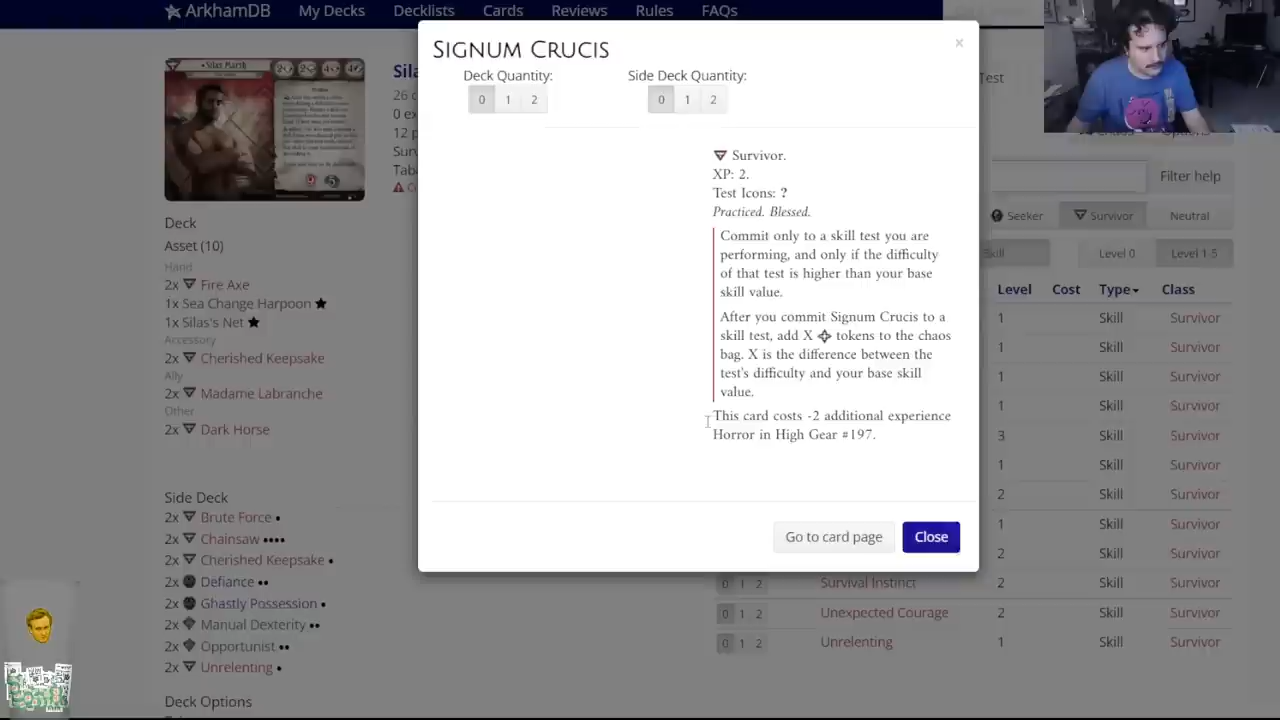 ArkhamDB
My Decks
Decklists
Cards
Reviews
Rules
FAQs
SIGNUM CRUCIS
×
Deck Quantity:
Side Deck Quantity:
0 1 2
0 1 2
Survivor.
XP: 2.
Test Icons: ?
Practiced. Blessed.
Commit only to a skill test you are
performing, and only if the difficulty
of that test is higher than your base
skill value.
After you commit Signum Crucis to a
skill test, add X tokens to the chaos
bag. X is the difference between the
test's difficulty and your base skill
value.
This card costs -2 additional experience
Horror in High Gear #197.
Go to card page
Close
Silas Marsh
Deck
Asset (10)
Hand
2x Fire Axe
1x Sea Change Harpoon
1x Silas's Net
Accessory
2x Cherished Keepsake
Ally
2x Madame Labranche
Other
2x Dark Horse
Side Deck
2x Brute Force
2x Chainsaw
2x Cherished Keepsake
2x Defiance
2x Ghastly Possession
2x Manual Dexterity
2x Opportunist
2x Unrelenting
Deck Options
Test
Filter help
Seeker
Survivor
Neutral
Level 0
Level 1-5
Level Cost Type Class
1 Skill Survivor
1 Skill Survivor
1 Skill Survivor
1 Skill Survivor
3 Skill Survivor
1 Skill Survivor
2 Skill Survivor
1 Skill Survivor
2 Skill Survivor
0 1 2 Survival Instinct 2 Skill Survivor
0 1 2 Unexpected Courage 2 Skill Survivor
0 1 2 Unrelenting 1 Skill Survivor